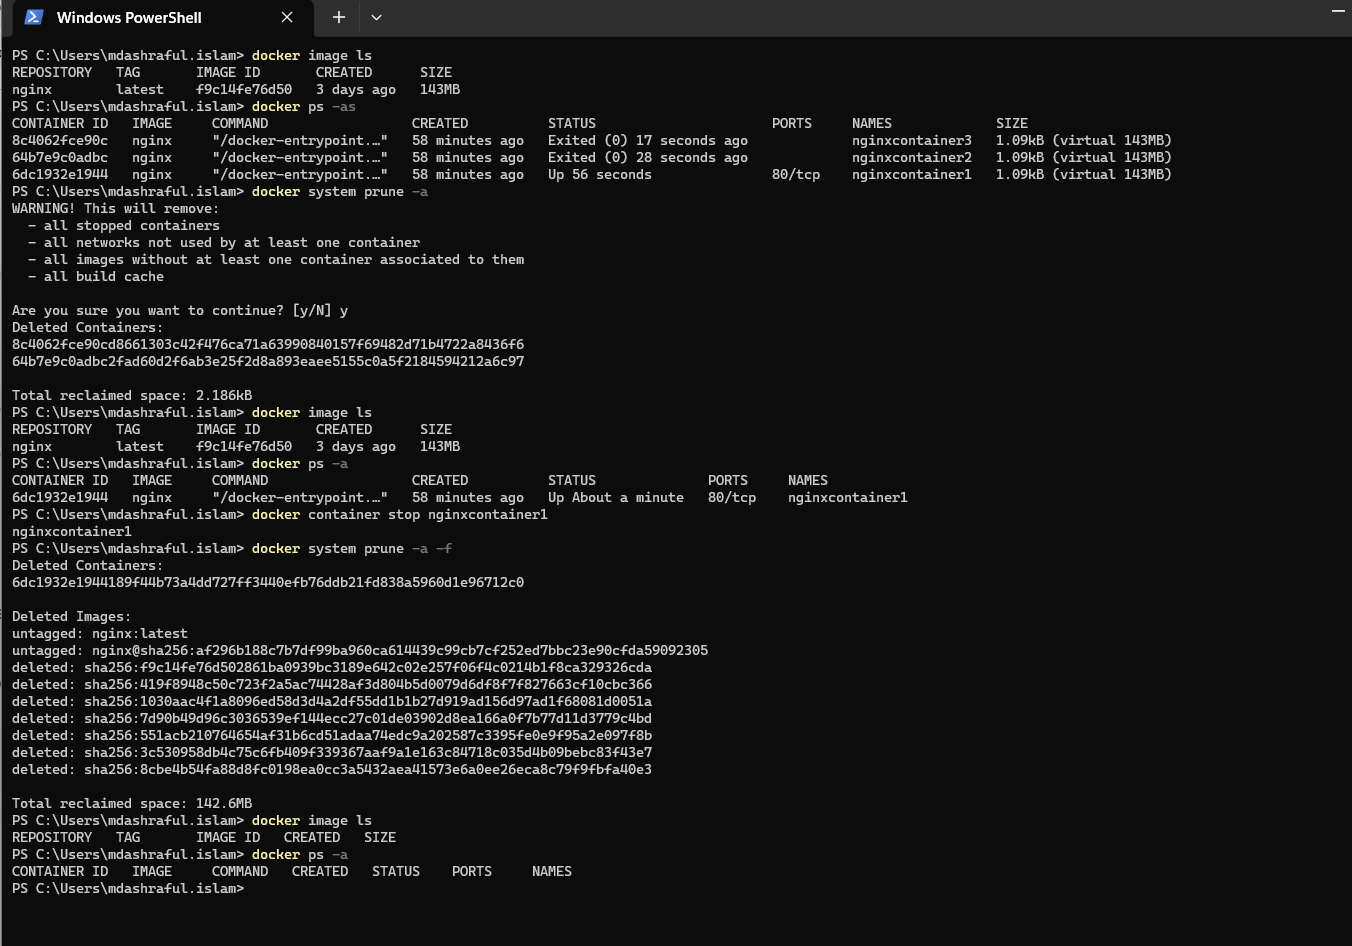 Windows PowerShell
PS C:\Users\mdashraful.islam> docker image ls
REPOSITORY   TAG       IMAGE ID       CREATED      SIZE
nginx        latest    f9c14fe76d50   3 days ago   143MB
PS C:\Users\mdashraful.islam> docker ps -as
CONTAINER ID   IMAGE     COMMAND                  CREATED          STATUS                      PORTS     NAMES             SIZE
8c4062fce90c   nginx     "/docker-entrypoint.…"   58 minutes ago   Exited (0) 17 seconds ago             nginxcontainer3   1.09kB (virtual 143MB)
64b7e9c0adbc   nginx     "/docker-entrypoint.…"   58 minutes ago   Exited (0) 28 seconds ago             nginxcontainer2   1.09kB (virtual 143MB)
6dc1932e1944   nginx     "/docker-entrypoint.…"   58 minutes ago   Up 56 seconds               80/tcp    nginxcontainer1   1.09kB (virtual 143MB)
PS C:\Users\mdashraful.islam> docker system prune -a
WARNING! This will remove:
  - all stopped containers
  - all networks not used by at least one container
  - all images without at least one container associated to them
  - all build cache
Are you sure you want to continue? [y/N] y
Deleted Containers:
8c4062fce90cd8661303c42f476ca71a63990840157f69482d71b4722a8436f6
64b7e9c0adbc2fad60d2f6ab3e25f2d8a893eaee5155c0a5f2184594212a6c97
Total reclaimed space: 2.186kB
PS C:\Users\mdashraful.islam> docker image ls
REPOSITORY   TAG       IMAGE ID       CREATED      SIZE
nginx        latest    f9c14fe76d50   3 days ago   143MB
PS C:\Users\mdashraful.islam> docker ps -a
CONTAINER ID   IMAGE     COMMAND                  CREATED          STATUS              PORTS     NAMES
6dc1932e1944   nginx     "/docker-entrypoint.…"   58 minutes ago   Up About a minute   80/tcp    nginxcontainer1
PS C:\Users\mdashraful.islam> docker container stop nginxcontainer1
nginxcontainer1
PS C:\Users\mdashraful.islam> docker system prune -a -f
Deleted Containers:
6dc1932e1944189f44b73a4dd727ff3440efb76ddb21fd838a5960d1e96712c0
Deleted Images:
untagged: nginx:latest
untagged: nginx@sha256:af296b188c7b7df99ba960ca614439c99cb7cf252ed7bbc23e90cfda59092305
deleted: sha256:f9c14fe76d502861ba0939bc3189e642c02e257f06f4c0214b1f8ca329326cda
deleted: sha256:419f8948c50c723f2a5ac74428af3d804b5d0079d6df8f7f827663cf10cbc366
deleted: sha256:1030aac4f1a8096ed58d3d4a2df55dd1b1b27d919ad156d97ad1f68081d0051a
deleted: sha256:7d90b49d96c3036539ef144ecc27c01de03902d8ea166a0f7b77d11d3779c4bd
deleted: sha256:551acb210764654af31b6cd51adaa74edc9a202587c3395fe0e9f95a2e097f8b
deleted: sha256:3c530958db4c75c6fb409f339367aaf9a1e163c84718c035d4b09bebc83f43e7
deleted: sha256:8cbe4b54fa88d8fc0198ea0cc3a5432aea41573e6a0ee26eca8c79f9fbfa40e3
Total reclaimed space: 142.6MB
PS C:\Users\mdashraful.islam> docker image ls
REPOSITORY   TAG       IMAGE ID   CREATED   SIZE
PS C:\Users\mdashraful.islam> docker ps -a
CONTAINER ID   IMAGE     COMMAND   CREATED   STATUS    PORTS     NAMES
PS C:\Users\mdashraful.islam>